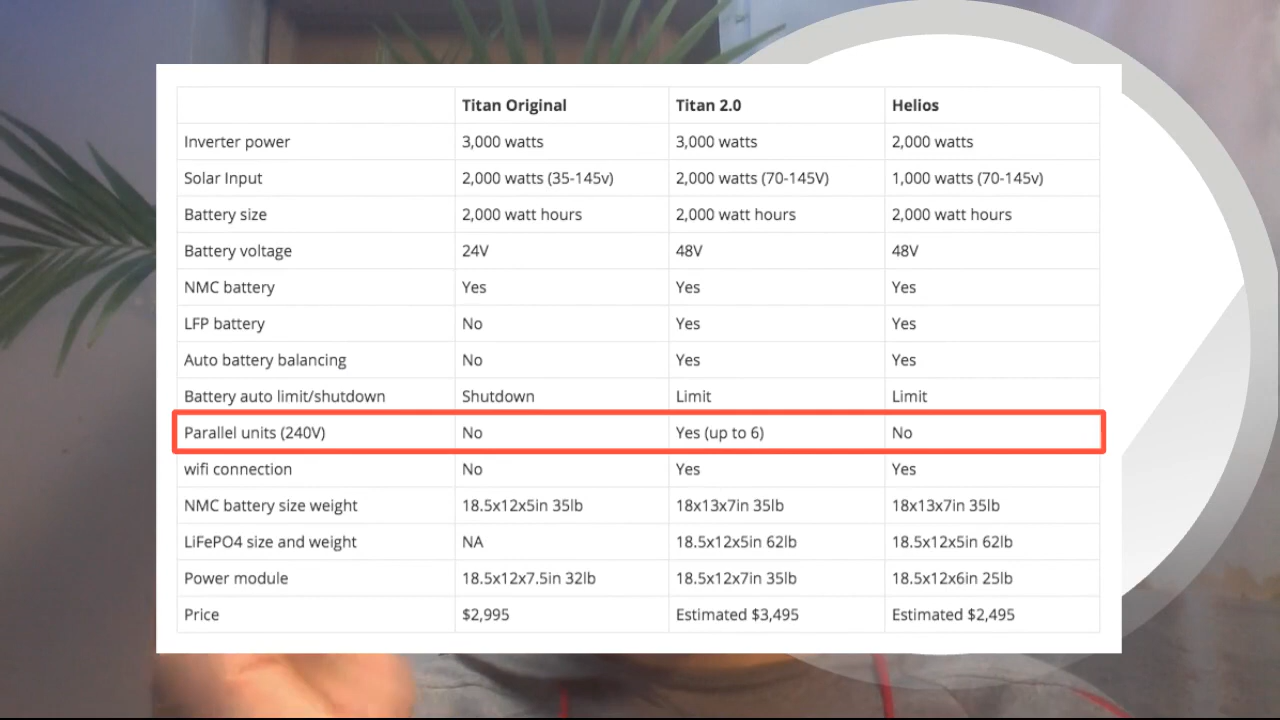 Titan Original Titan 2.0 Helios
Inverter power 3,000 watts 3,000 watts 2,000 watts
Solar Input 2,000 watts (35-145v) 2,000 watts (70-145V) 1,000 watts (70-145v)
Battery size 2,000 watt hours 2,000 watt hours 2,000 watt hours
Battery voltage 24V 48V 48V
NMC battery Yes Yes Yes
LFP battery No Yes Yes
Auto battery balancing No Yes Yes
Battery auto limit/shutdown Shutdown Limit Limit
Parallel units (240V) No Yes (up to 6) No
wifi connection No Yes Yes
NMC battery size weight 18.5x12x5in 35lb 18x13x7in 35lb 18x13x7in 35lb
LiFePO4 size and weight NA 18.5x12x5in 62lb 18.5x12x5in 62lb
Power module 18.5x12x7.5in 32lb 18.5x12x7in 35lb 18.5x12x6in 25lb
Price $2,995 Estimated $3,495 Estimated $2,495